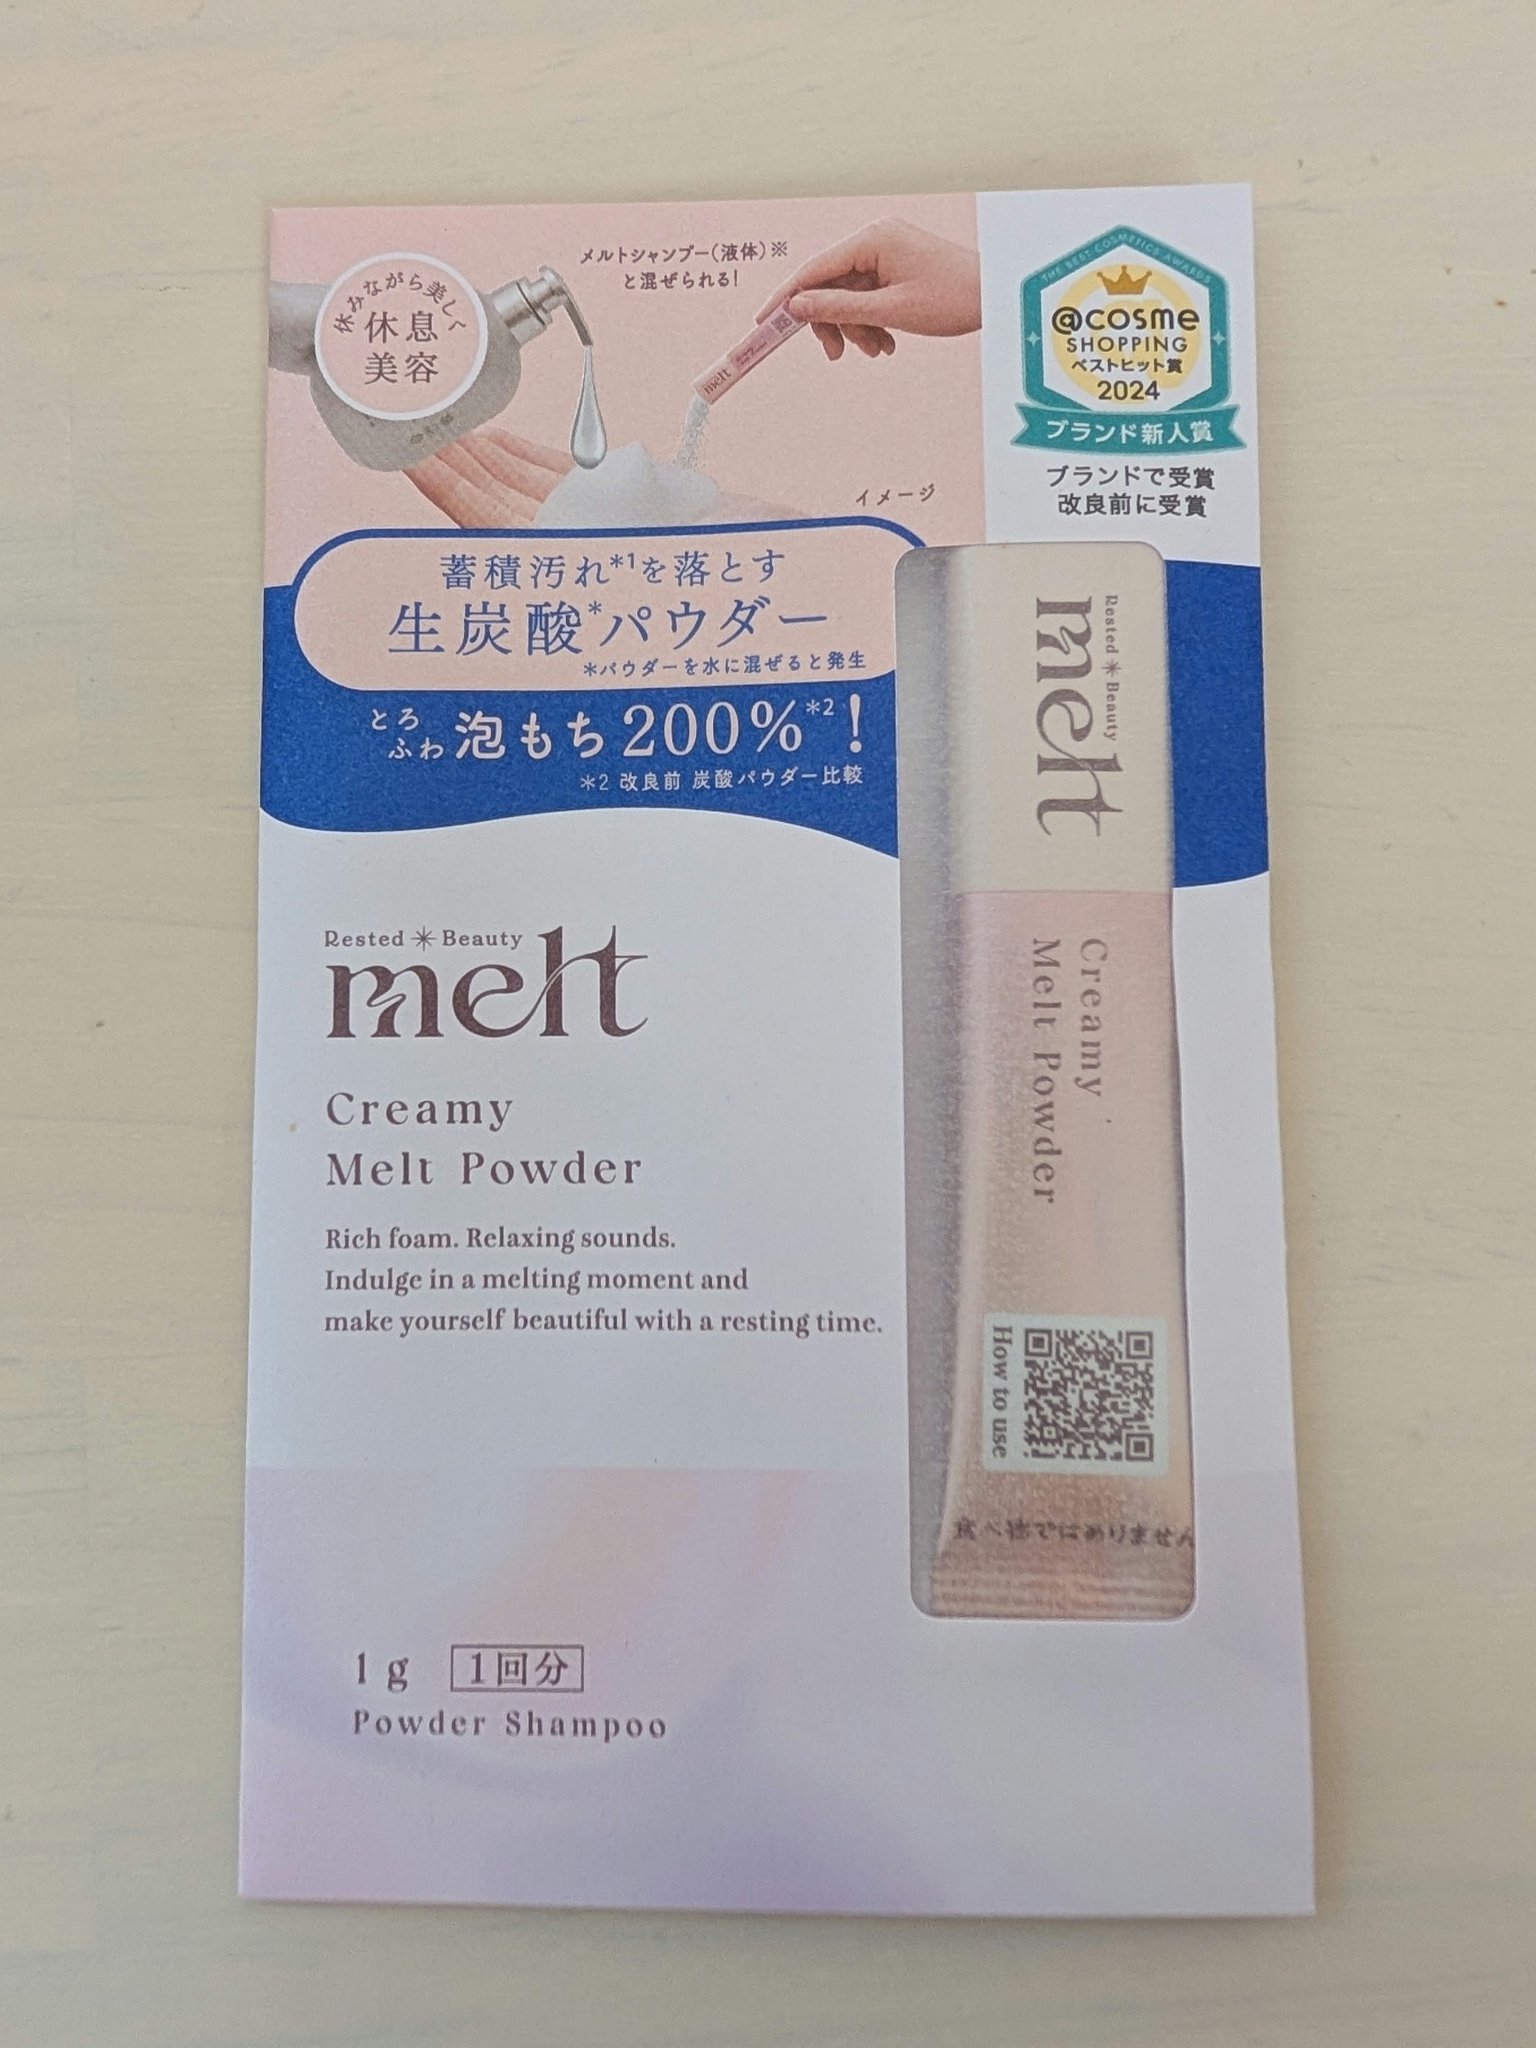 休みながら美しく
休息
美容
メルトシャンプー(液体)※
と混ぜられる!
melt
イメージ
THE BEST COSMETICS AWARDS
@cosme
SHOPPING
ベストヒット賞
2024
ブランド新人賞
ブランドで受賞
改良前に受賞
蓄積汚れ*1を落とす
生炭酸*パウダー
*パウダーを水に混ぜると発生
とろ
ふわ 泡もち200%*2!
*2 改良前 炭酸パウダー比較
Rested Beauty
melt
Creamy
Melt Powder
Rich foam. Relaxing sounds.
Indulge in a melting moment and
make yourself beautiful with a resting time.
1g 1回分
Powder Shampoo
Rested Beauty
melt
Creamy
Melt Powder
How to use
食べ物ではありません